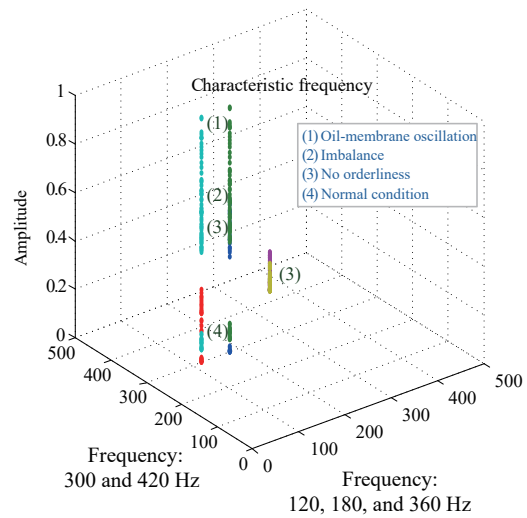 Characteristic frequency
(1) Oil-membrane oscillation
(2) Imbalance
(3) No orderliness
(4) Normal condition
(1)
(2)
(3)
(3)
(4)
Amplitude
1
0.8
0.6
0.4
0.2
0
500
400
300
200
100
0
0
100
200
300
400
500
Frequency:
300 and 420 Hz
Frequency:
120, 180, and 360 Hz